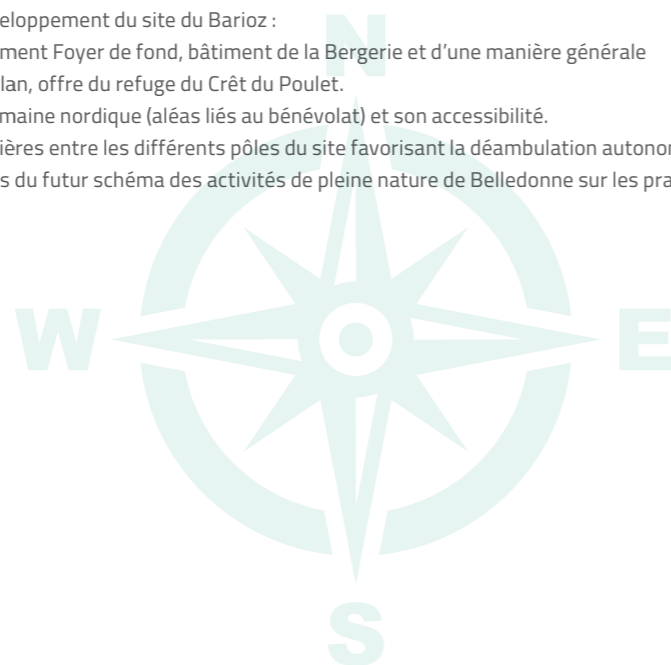 eloppement du site du Barioz :
ment Foyer de fond, bâtiment de la Bergerie et d’une manière générale
lan, offre du refuge du Crêt du Poulet.
maine nordique (aléas liés au bénévolat) et son accessibilité.
ières entre les différents pôles du site favorisant la déambulation autonor
s du futur schéma des activités de pleine nature de Belledonne sur les pra
N
W E
S